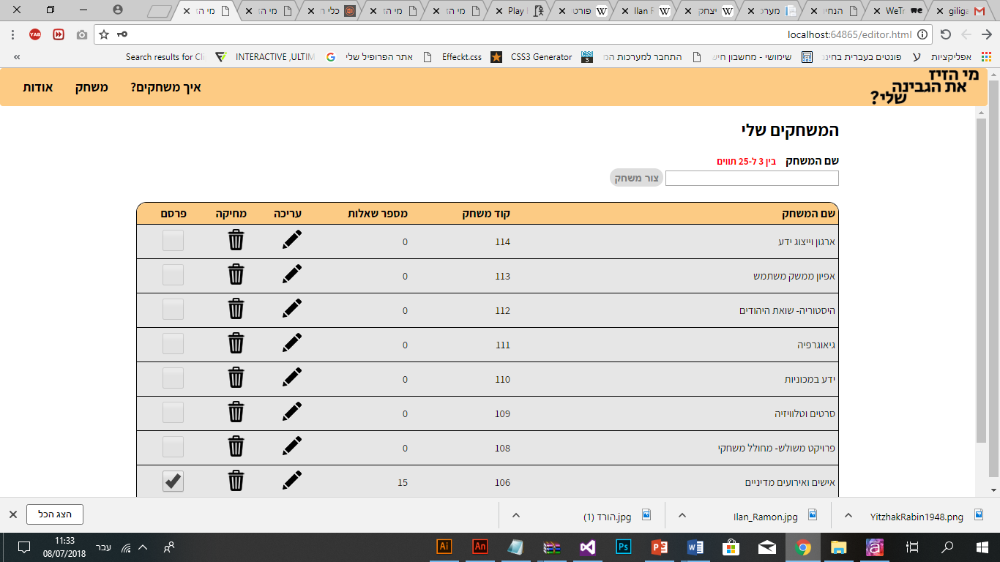 giliga
WeTr
הנחיו
מערכ
יצחק
Ilan R
פורט
Play I
מי הז
מי הז
כלי ר
מי הז
מי הז
localhost:64865/editor.html
אפליקציות
פונטים בעברית בחינ
שימושי - מחשבון חיש
התחבר למערכות המ
CSS3 Generator
Effeckt.css
אתר הפרופיל שלי
INTERACTIVE ,ULTIM
Search results for Cli
מי הזיז
את הגבינה
שלי?
איך משחקים?
משחק
אודות
המשחקים שלי
שם המשחק בין 3 ל-25 תווים
צור משחק
שם המשחק קוד משחק מספר שאלות עריכה מחיקה פרסם
ארגון וייצוג ידע 114 0
אפיון ממשק משתמש 113 0
היסטוריה- שואת היהודים 112 0
גיאוגרפיה 111 0
ידע במכוניות 110 0
סרטים וטלוויזיה 109 0
פרויקט משולש- מחולל משחקי 108 0
אישים ואירועים מדיניים 106 15
YitzhakRabin1948.png
Ilan_Ramon.jpg
הורד (1).jpg
הצג הכל
עבר
11:33
08/07/2018